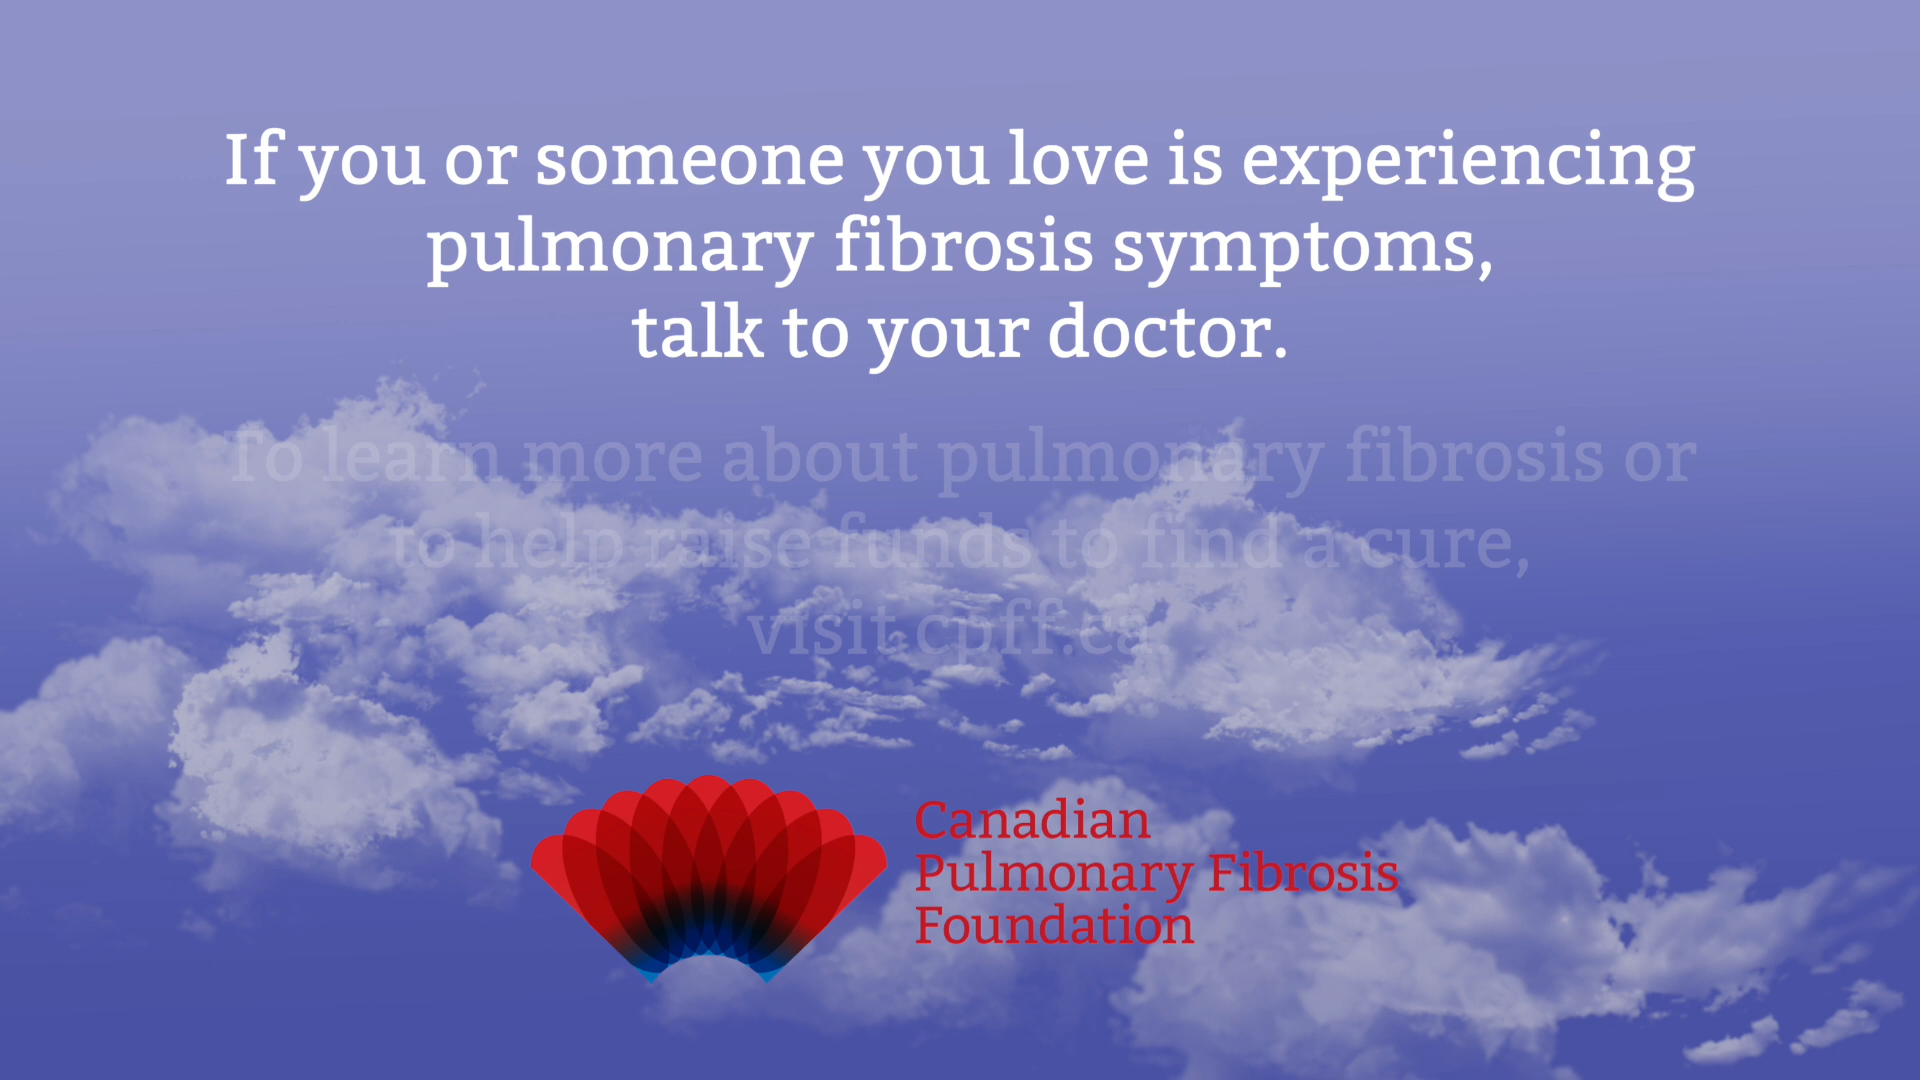 If you or someone you love is experiencing
pulmonary fibrosis symptoms,
talk to your doctor.
To learn more about pulmonary fibrosis or
to help raise funds to find a cure,
visit cpff.ca.
Canadian
Pulmonary Fibrosis
Foundation